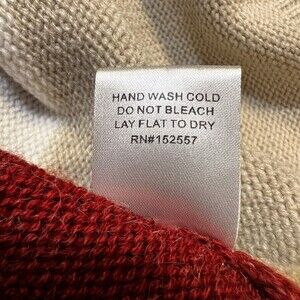 HAND WASH COLD
DO NOT BLEACH
LAY FLAT TO DRY
RN#152557